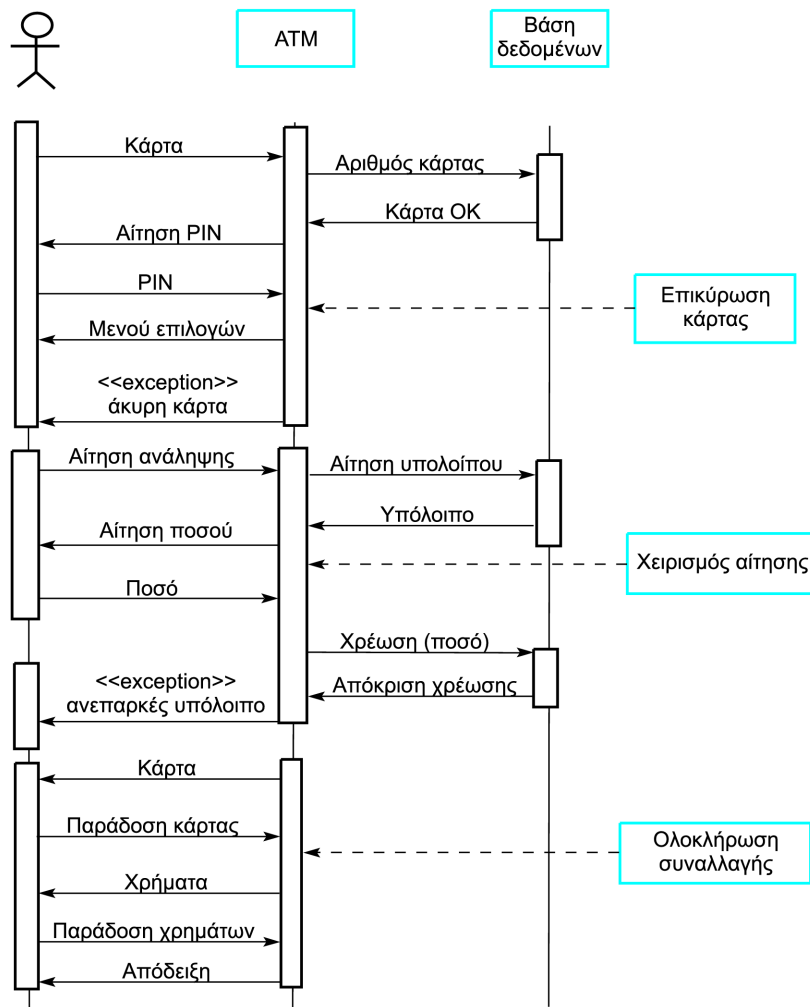 ATM
Βάση
δεδομένων
Κάρτα
Αριθμός κάρτας
Κάρτα OK
Αίτηση PIN
PIN
Επικύρωση
κάρτας
Μενού επιλογών
<<exception>>
άκυρη κάρτα
Αίτηση ανάληψης
Αίτηση υπολοίπου
Υπόλοιπο
Αίτηση ποσού
Χειρισμός αίτησης
Ποσό
Χρέωση (ποσό)
<<exception>>
ανεπαρκές υπόλοιπο
Απόκριση χρέωσης
Κάρτα
Παράδοση κάρτας
Ολοκλήρωση
συναλλαγής
Χρήματα
Παράδοση χρημάτων
Απόδειξη